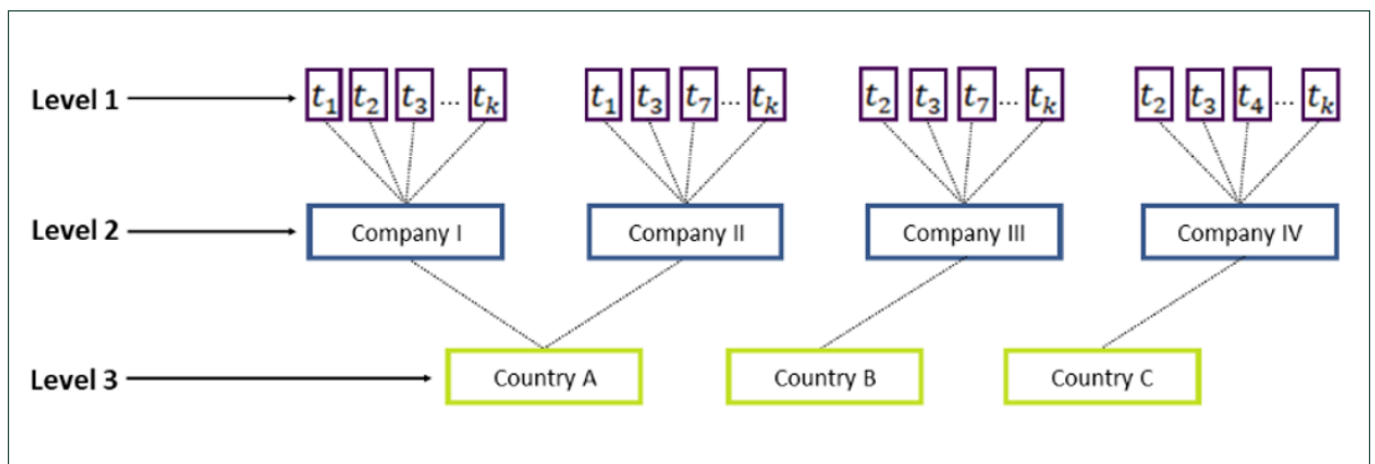 Level 1 t₁ t₂ t₃ ... tₖ t₁ t₃ t₇ ... tₖ t₂ t₃ t₇ ... tₖ t₂ t₃ t₄ ... tₖ
Level 2 Company I Company II Company III Company IV
Level 3 Country A Country B Country C